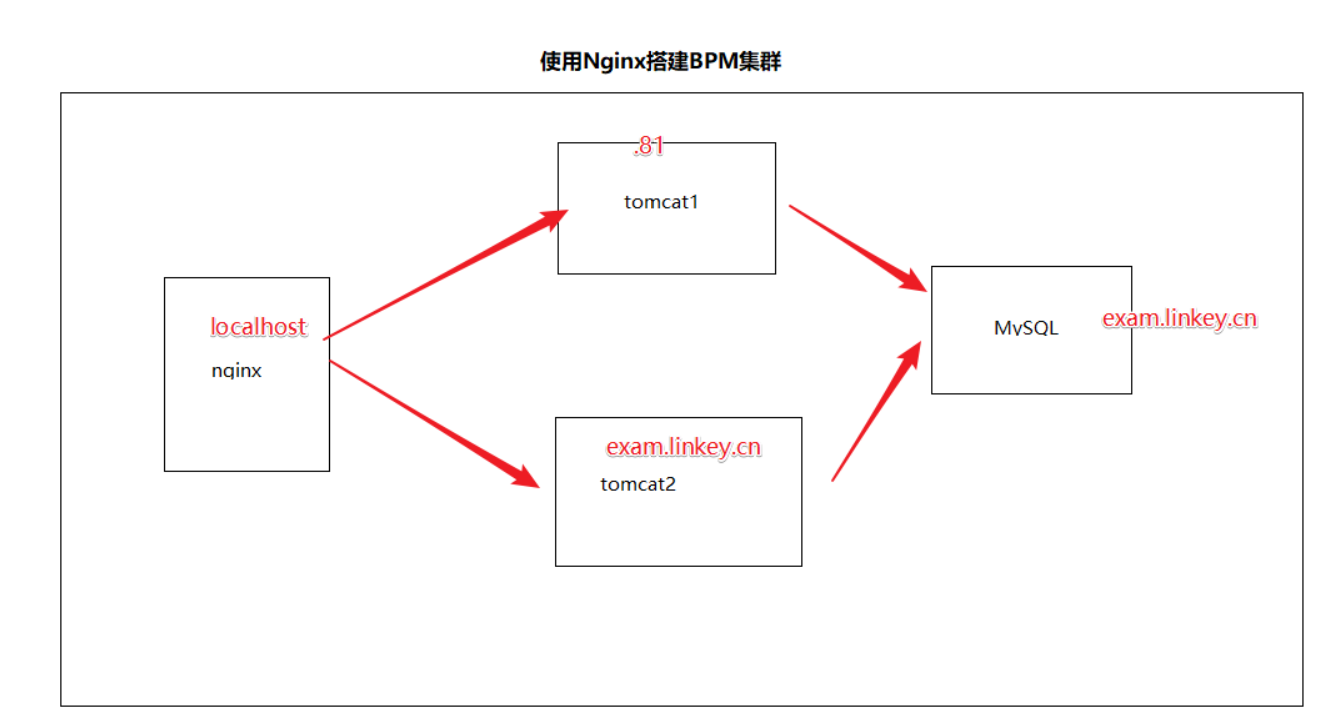 使用Nginx搭建BPM集群
.81
tomcat1
localhost
nginx
MySQL
exam.linkey.cn
exam.linkey.cn
tomcat2